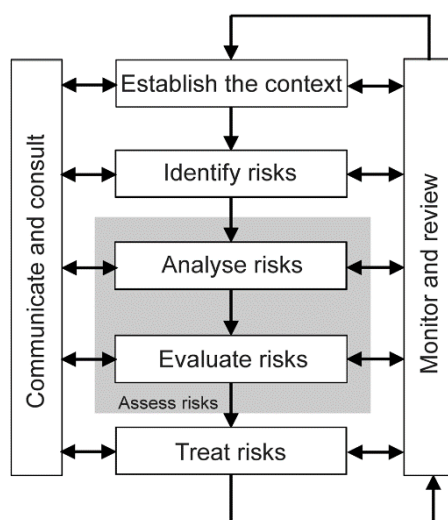 Establish the context
Identify risks
Analyse risks
Evaluate risks
Assess risks
Treat risks
Communicate and consult
Monitor and review